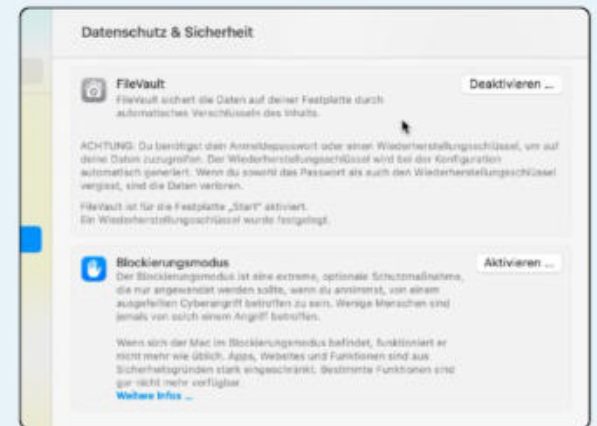 Datenschutz & Sicherheit
FileVault
Deaktivieren ...
FileVault sichert die Daten auf deiner Festplatte durch
automatisches Verschlüsseln des Inhalts.
ACHTUNG: Du benötigst dein Anmeldepasswort oder einen Wiederherstellungsschlüssel, um auf
deine Daten zuzugreifen. Der Wiederherstellungsschlüssel wird bei der Konfiguration
automatisch generiert. Wenn du sowohl das Passwort als auch den Wiederherstellungsschlüssel
vergisst, sind die Daten verloren.
FileVault ist für die Festplatte „Start“ aktiviert.
Ein Wiederherstellungsschlüssel wurde festgelegt.
Blockierungsmodus
Aktivieren ...
Der Blockierungsmodus ist eine extreme, optionale Schutzmaßnahme,
die nur angewendet werden sollte, wenn du annimmst, von einem
ausgefeilten Cyberangriff betroffen zu sein. Wenige Menschen sind
jemals von solch einem Angriff betroffen.
Wenn sich der Mac im Blockierungsmodus befindet, funktioniert er
nicht mehr wie üblich. Apps, Websites und Funktionen sind aus
Sicherheitsgründen stark eingeschränkt. Bestimmte Funktionen sind
gar nicht mehr verfügbar.
Weitere Infos ...